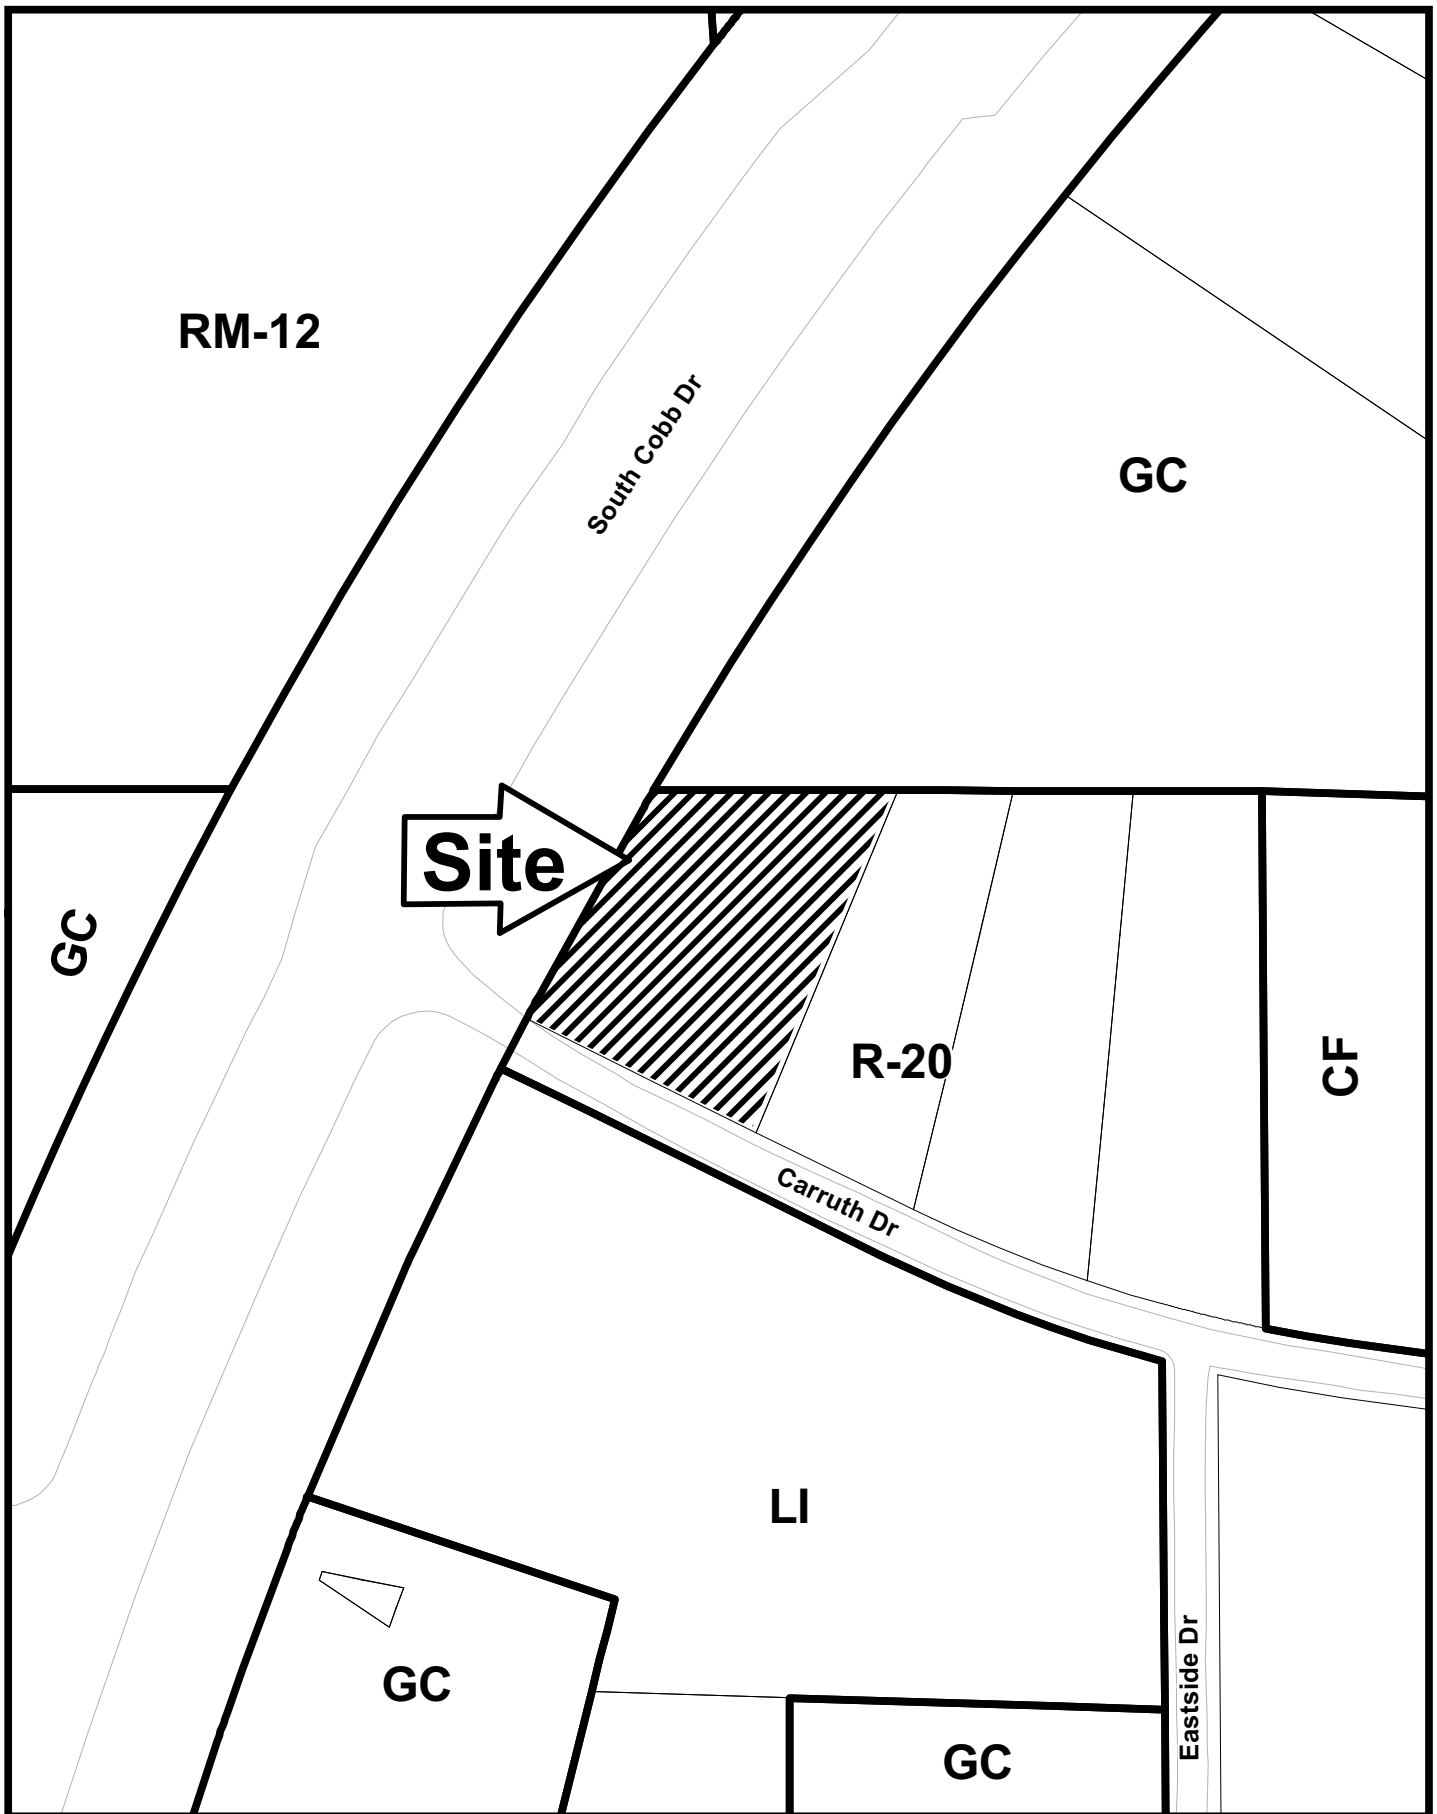 RM-12
South Cobb Dr
GC
Site
GC
R-20
CF
Carruth Dr
LI
GC
Eastside Dr
GC